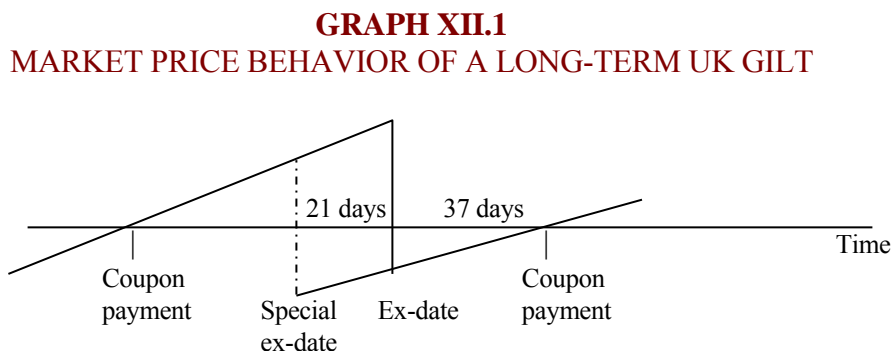 GRAPH XII.1
MARKET PRICE BEHAVIOR OF A LONG-TERM UK GILT
21 days
37 days
Time
Coupon
payment
Special
ex-date
Ex-date
Coupon
payment